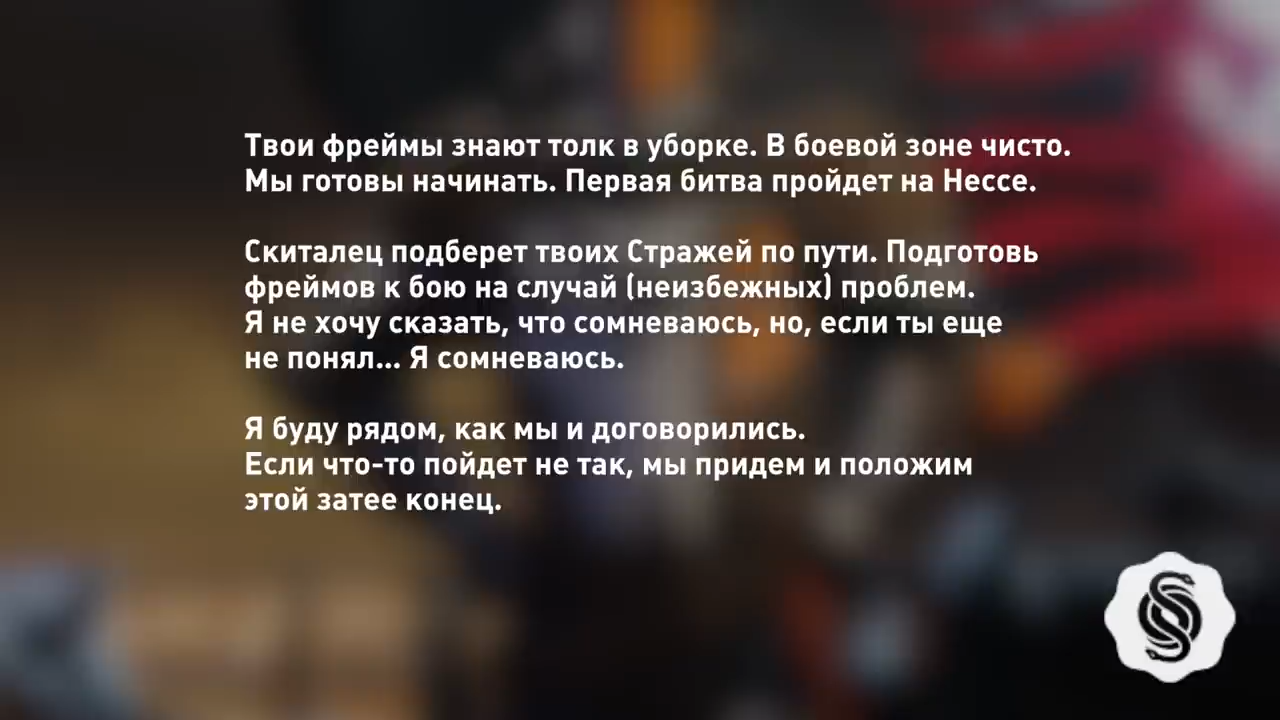 Твои фреймы знают толк в уборке. В боевой зоне чисто.
Мы готовы начинать. Первая битва пройдет на Нессе.
Скиталец подберет твоих Стражей по пути. Подготовь
фреймов к бою на случай (неизбежных) проблем.
Я не хочу сказать, что сомневаюсь, но, если ты еще
не понял... Я сомневаюсь.
Я буду рядом, как мы и договорились.
Если что-то пойдет не так, мы придем и положим
этой затее конец.